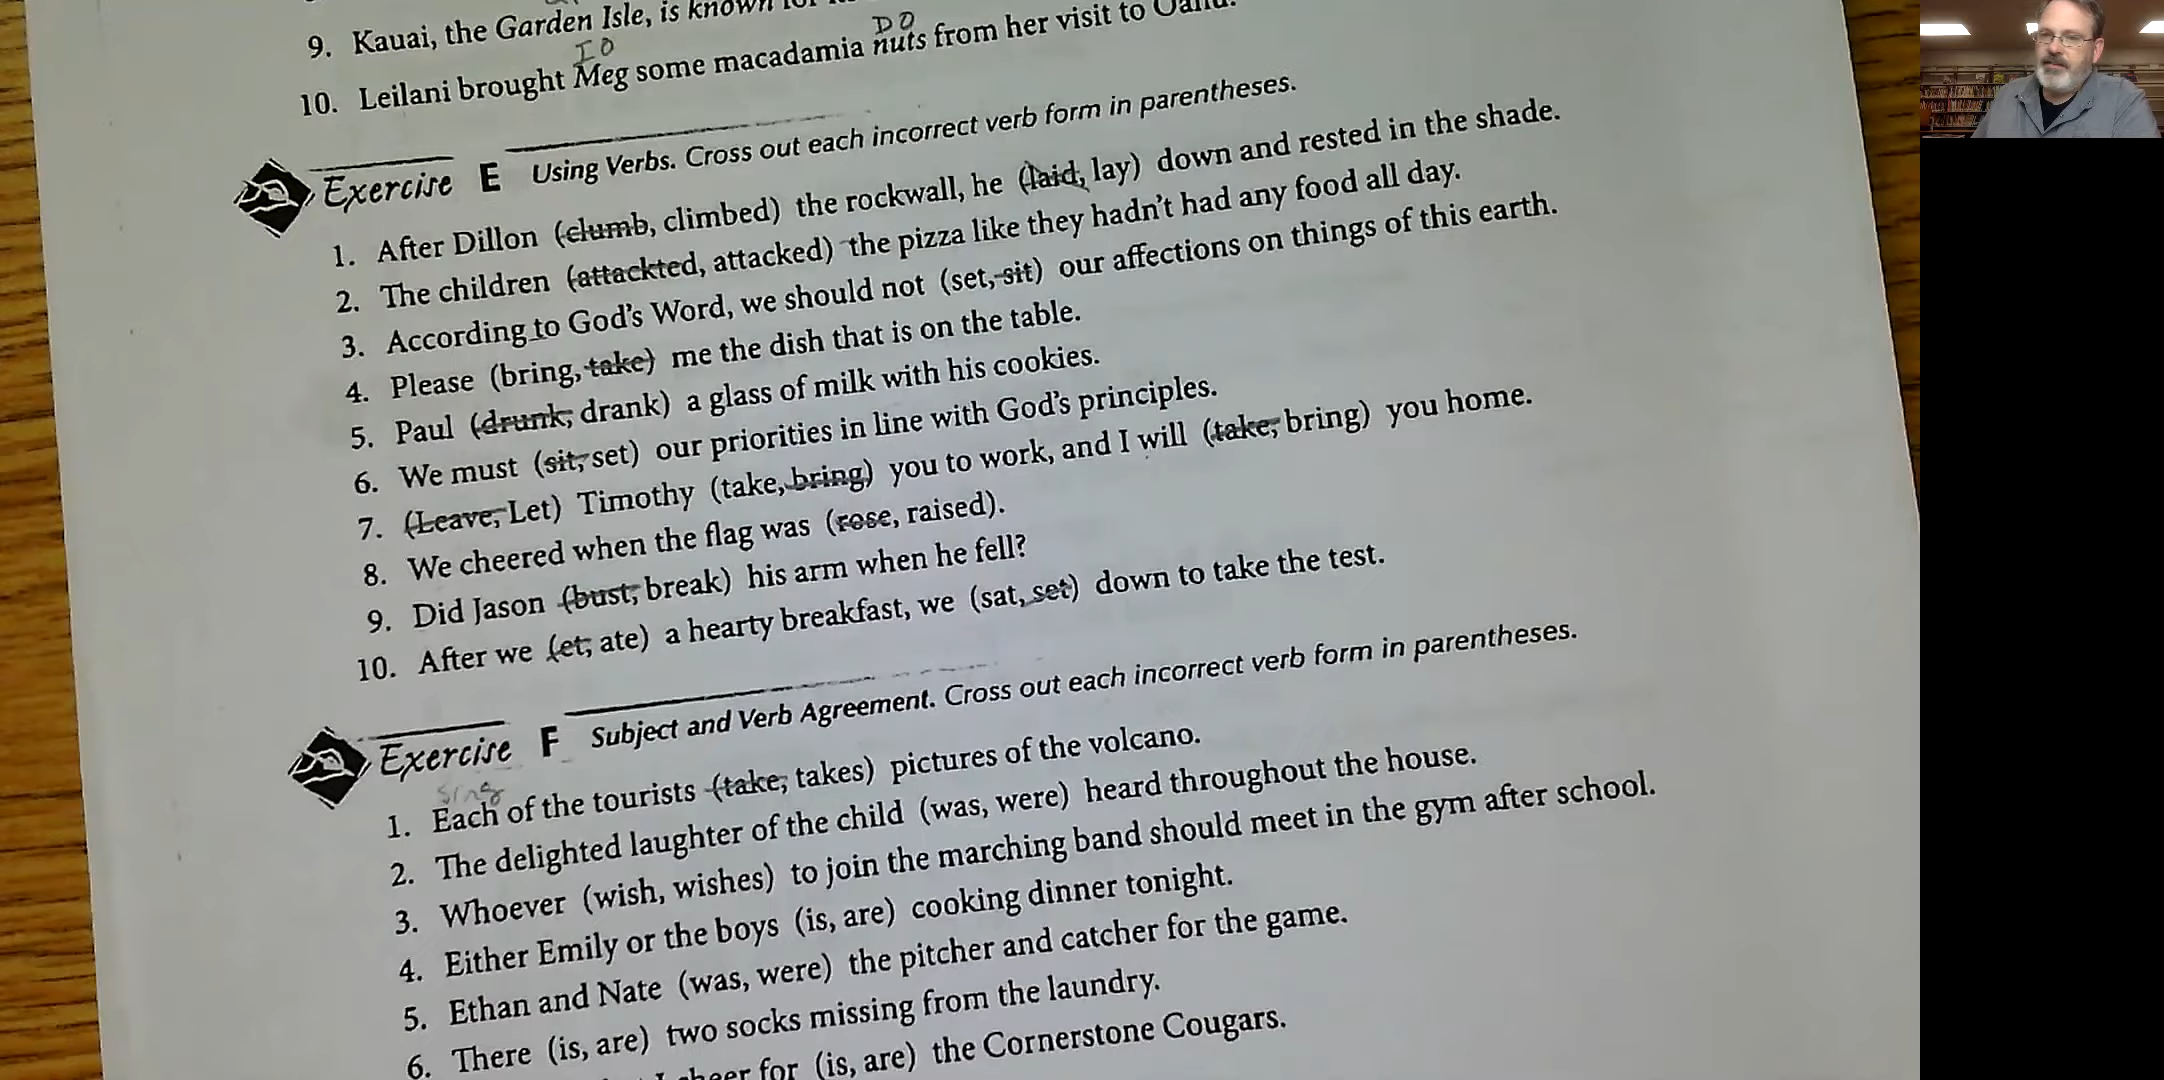 9. Kauai, the Garden Isle, is known
DO
IO
10. Leilani brought Meg some macadamia nuts from her visit to Oahu.
Exercise E Using Verbs. Cross out each incorrect verb form in parentheses.
1. After Dillon (clumb, climbed) the rockwall, he (laid, lay) down and rested in the shade.
2. The children (attackted, attacked) the pizza like they hadn't had any food all day.
3. According to God's Word, we should not (set, sit) our affections on things of this earth.
4. Please (bring, take) me the dish that is on the table.
5. Paul (drunk, drank) a glass of milk with his cookies.
6. We must (sit, set) our priorities in line with God's principles.
7. (Leave, Let) Timothy (take, bring) you to work, and I will (take, bring) you home.
8. We cheered when the flag was (rose, raised).
9. Did Jason (bust, break) his arm when he fell?
10. After we (et, ate) a hearty breakfast, we (sat, set) down to take the test.
Exercise F Subject and Verb Agreement. Cross out each incorrect verb form in parentheses.
sing
1. Each of the tourists (take, takes) pictures of the volcano.
2. The delighted laughter of the child (was, were) heard throughout the house.
3. Whoever (wish, wishes) to join the marching band should meet in the gym after school.
4. Either Emily or the boys (is, are) cooking dinner tonight.
5. Ethan and Nate (was, were) the pitcher and catcher for the game.
6. There (is, are) two socks missing from the laundry.
I cheer for (is, are) the Cornerstone Cougars.